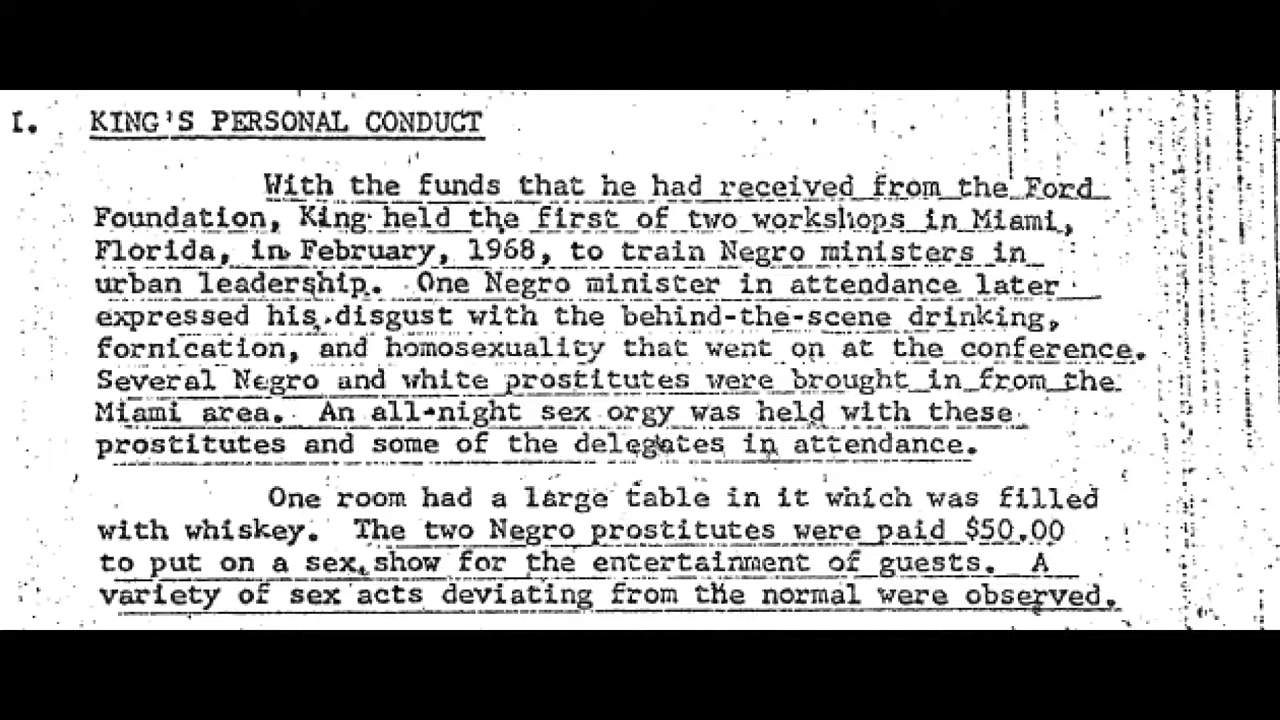 I. KING'S PERSONAL CONDUCT
With the funds that he had received from the Ford
Foundation, King held the first of two workshops in Miami,
Florida, in February, 1968, to train Negro ministers in
urban leadership. One Negro minister in attendance later
expressed his disgust with the behind-the-scene drinking,
fornication, and homosexuality that went on at the conference.
Several Negro and white prostitutes were brought in from the
Miami area. An all-night sex orgy was held with these
prostitutes and some of the delegates in attendance.
One room had a large table in it which was filled
with whiskey. The two Negro prostitutes were paid $50.00
to put on a sex show for the entertainment of guests. A
variety of sex acts deviating from the normal were observed.